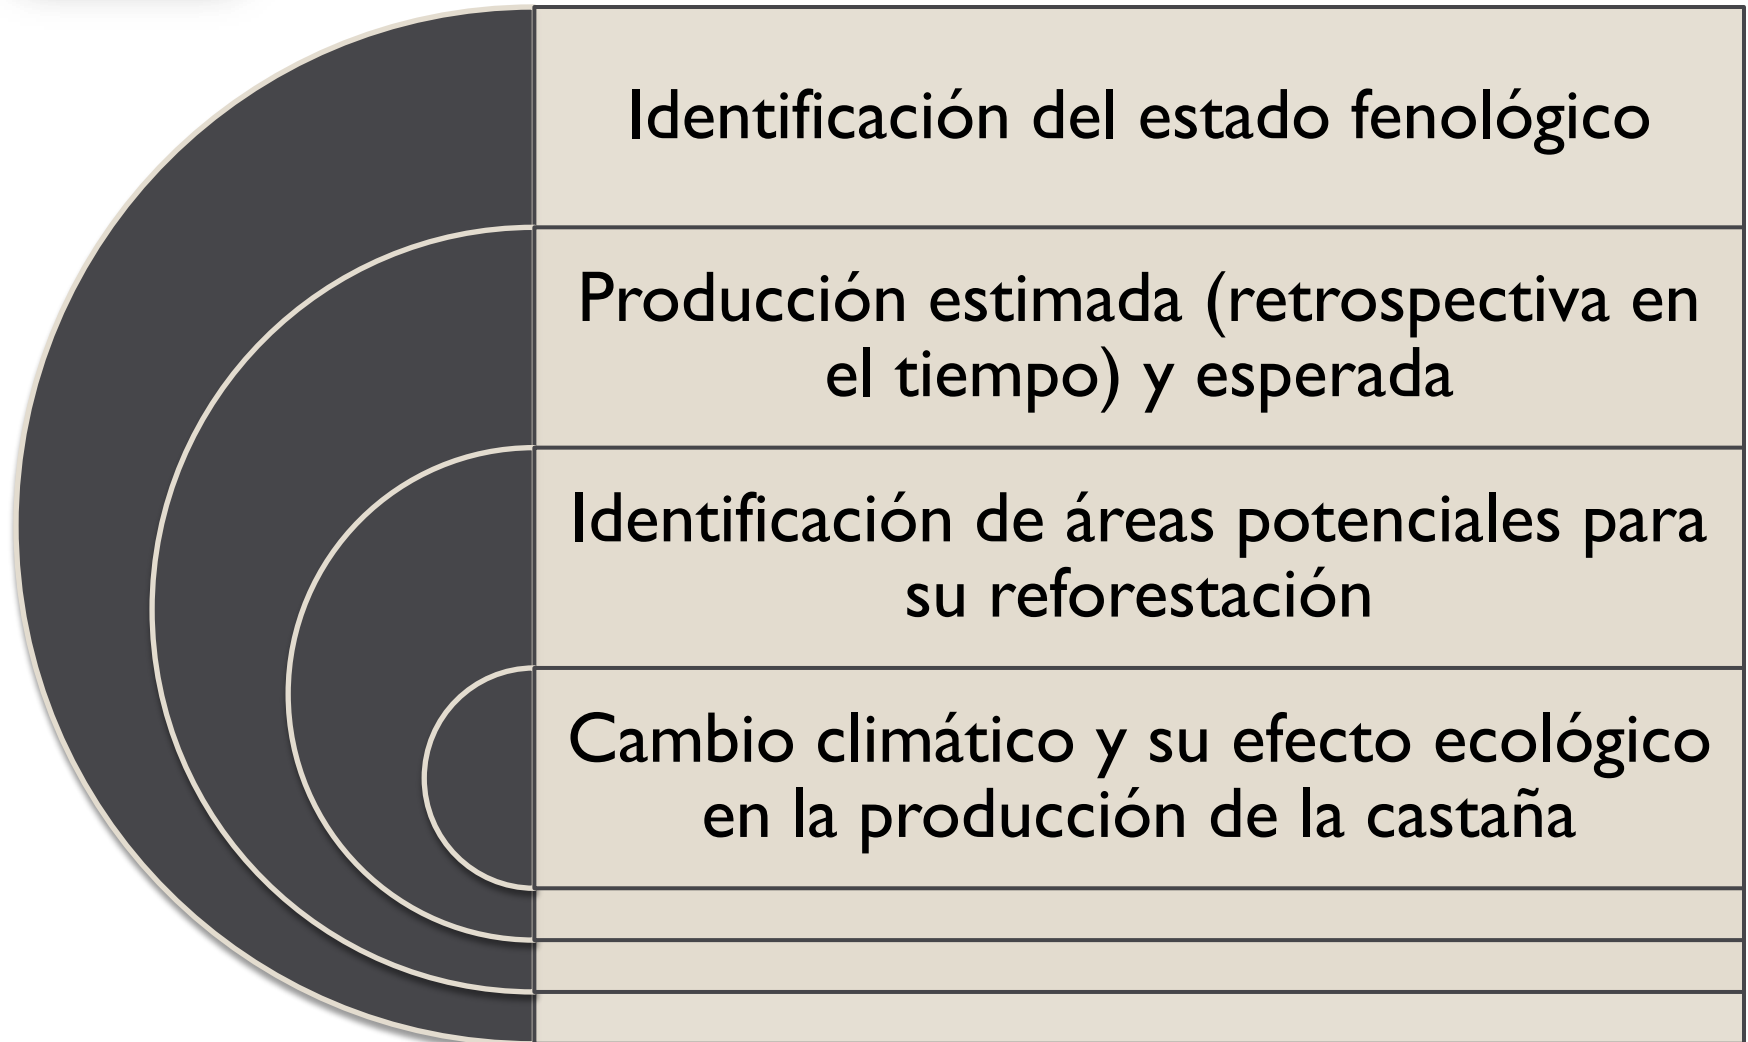 Identificación del estado fenológico
Producción estimada (retrospectiva en
el tiempo) y esperada
Identificación de áreas potenciales para
su reforestación
Cambio climático y su efecto ecológico
en la producción de la castaña